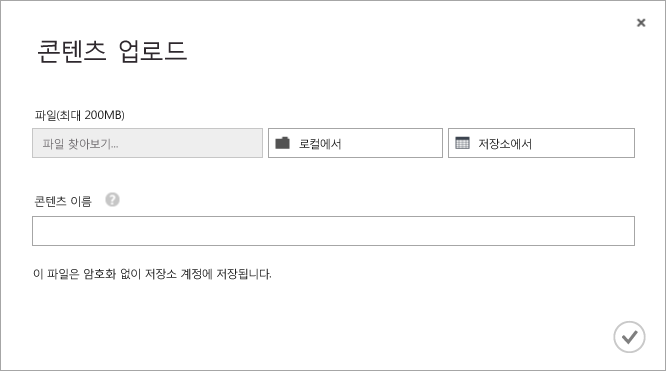 콘텐츠 업로드
파일(최대 200MB)
파일 찾아보기...
로컬에서
저장소에서
콘텐츠 이름 ?
이 파일은 암호화 없이 저장소 계정에 저장됩니다.